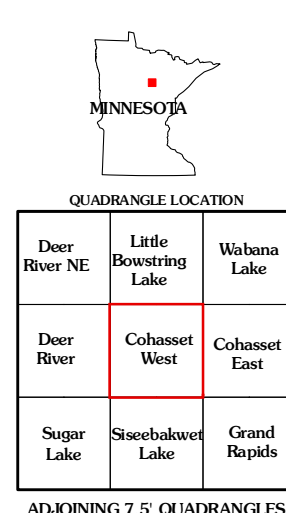 MINNESOTA
QUADRANGLE LOCATION
Deer
River NE
Little
Bowstring
Lake
Wabana
Lake
Deer
River
Cohasset
West
Cohasset
East
Sugar
Lake
Siseebakwet
Lake
Grand
Rapids
ADJOINING 7.5' QUADRANGLES